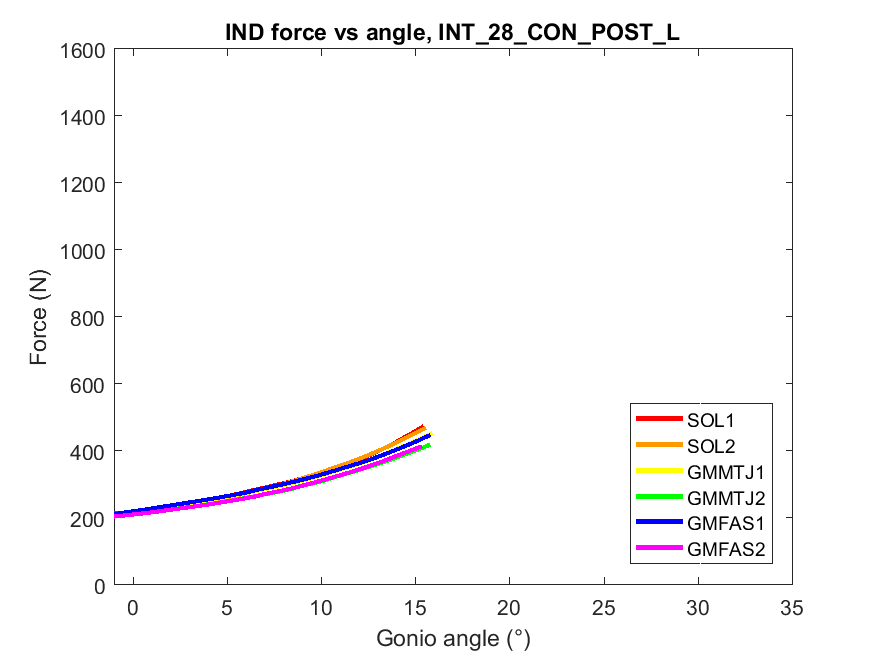 IND force vs angle, INT_28_CON_POST_L
1600
1400
1200
1000
800
600
400
200
0
Force (N)
0 5 10 15 20 25 30 35
Gonio angle (°)
SOL1
SOL2
GMMTJ1
GMMTJ2
GMFAS1
GMFAS2